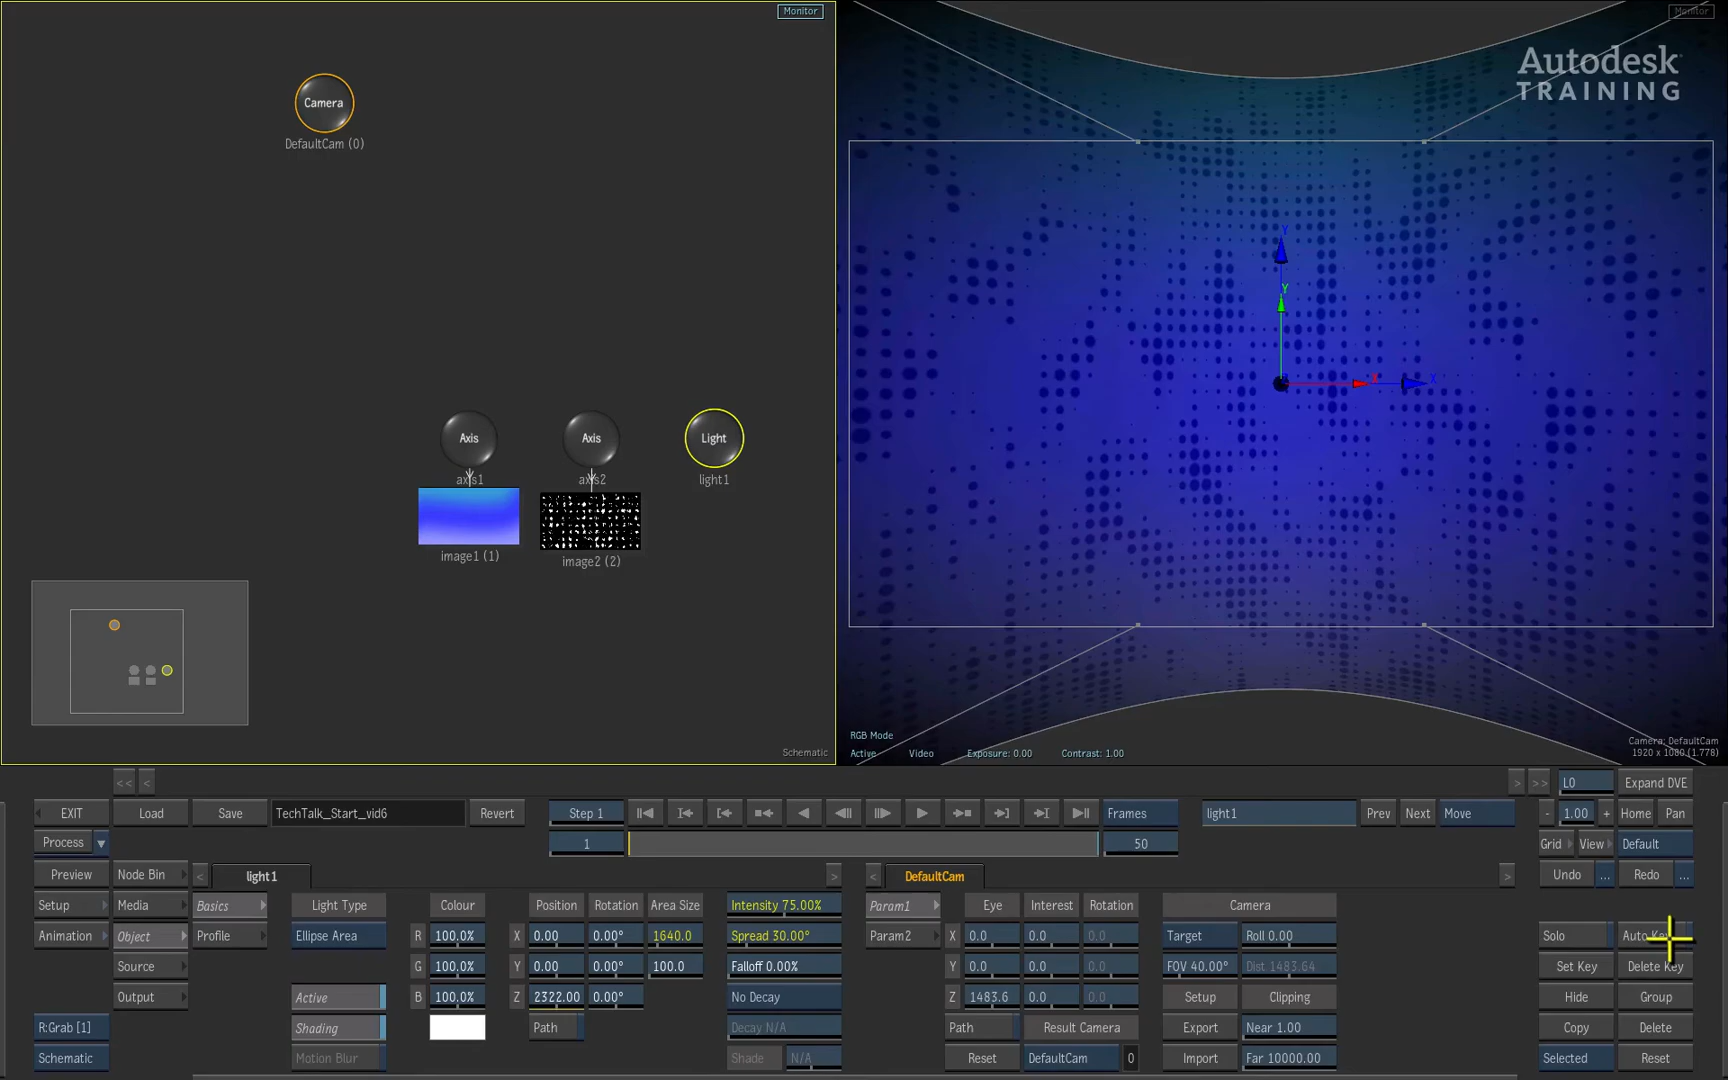 Monitor
Monitor
Autodesk
TRAINING
Camera
DefaultCam (0)
Y
Y
X
X
Axis
Axis
Light
axis1
axis2
light1
image1 (1)
image2 (2)
RGB Mode
Active Video Exposure: 0.00 Contrast: 1.00
Camera: DefaultCam
1920 x 1080 (1.778)
Schematic
<< <
> >> L0 Expand DVE
EXIT Load Save TechTalk_Start_vid6 Revert Step 1 Frames light1 Prev Next Move - 1.00 + Home Pan
Process 1 50 Grid View Default
Preview Node Bin < light1 > < DefaultCam > Undo ... Redo ...
Setup Media Basics Light Type Colour Position Rotation Area Size Intensity 75.00% Param1 Eye Interest Rotation Camera
Animation Object Profile Ellipse Area R 100.0% X 0.00 0.00° 1640.0 Spread 30.00° Param2 X 0.0 0.0 0.0 Target Roll 0.00 Solo Auto Key
Source G 100.0% Y 0.00 0.00° 100.0 Falloff 0.00% Y 0.0 0.0 0.0 FOV 40.00° Dist 1483.64 Set Key Delete Key
Output Active B 100.0% Z 2322.00 0.00° No Decay Z 1483.6 0.0 0.0 Setup Clipping Hide Group
R:Grab [1] Shading Path Decay N/A Path Result Camera Export Near 1.00 Copy Delete
Schematic Motion Blur Shade N/A Reset DefaultCam 0 Import Far 10000.00 Selected Reset